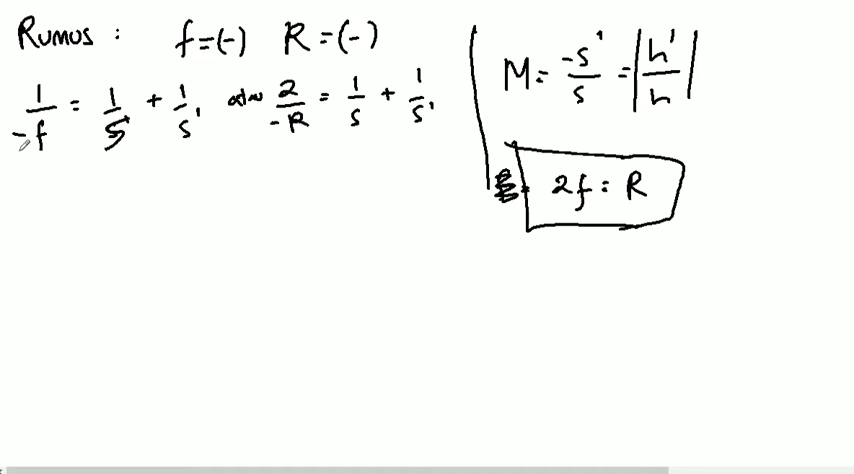 Rumus : f=(-) R=(-)
1/-f = 1/s + 1/s' atau 2/-R = 1/s + 1/s'
M = -s'/s = |h'/h|
2f = R